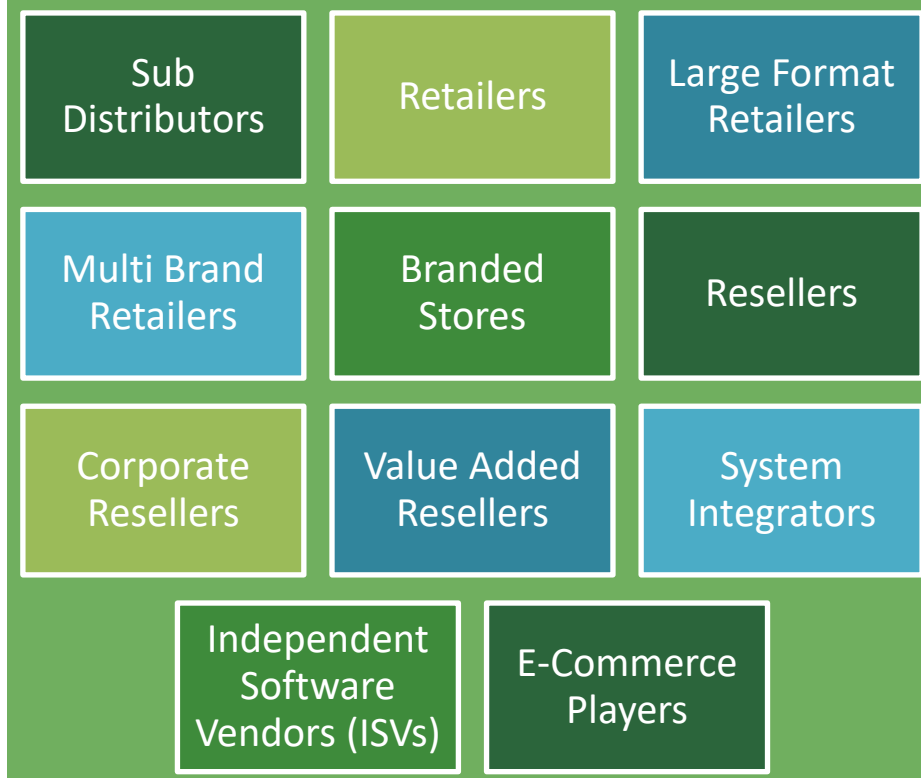 Sub
Distributors
Retailers
Large Format
Retailers
Multi Brand
Retailers
Branded
Stores
Resellers
Corporate
Resellers
Value Added
Resellers
System
Integrators
Independent
Software
Vendors (ISVs)
E-Commerce
Players